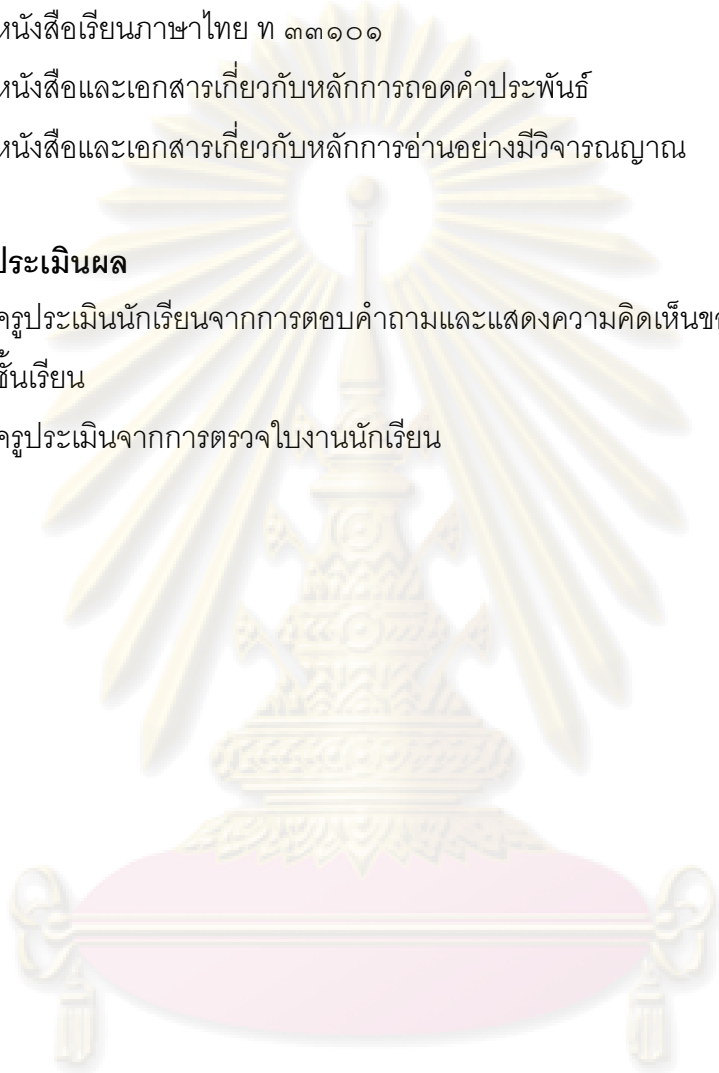 หนังสือเรียนภาษาไทย ท ๓๓๑๐๑
หนังสือและเอกสารเกี่ยวกับหลักการถอดคำประพันธ์
หนังสือและเอกสารเกี่ยวกับหลักการอ่านอย่างมีวิจารณญาณ
ประเมินผล
ครูประเมินนักเรียนจากการตอบคำถามและแสดงความคิดเห็น
ชั้นเรียน
ครูประเมินจากการตรวจใบงานนักเรียน